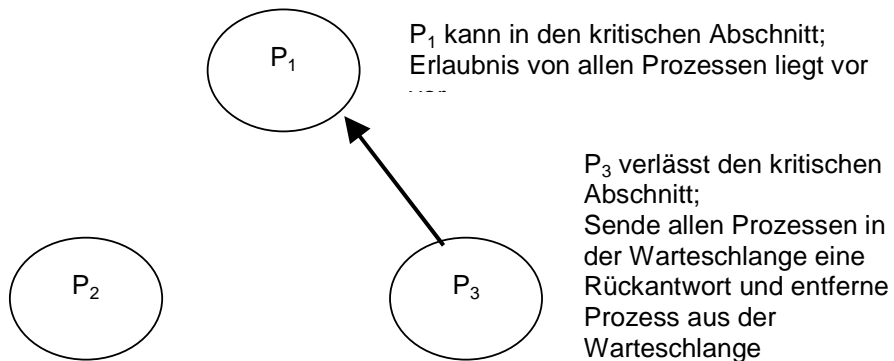 P₁
P₁ kann in den kritischen Abschnitt;
Erlaubnis von allen Prozessen liegt vor
P₃ verlässt den kritischen
Abschnitt;
Sende allen Prozessen in
der Warteschlange eine
Rückantwort und entferne
Prozess aus der
Warteschlange
P₂
P₃